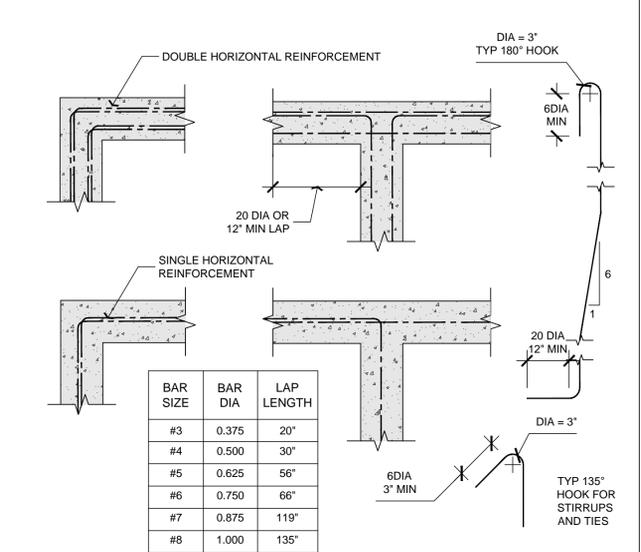 DIA = 3"
TYP 180° HOOK
DOUBLE HORIZONTAL REINFORCEMENT
6DIA
MIN
20 DIA OR
12" MIN LAP
SINGLE HORIZONTAL
REINFORCEMENT
6
1
20 DIA
12" MIN
BAR SIZE BAR DIA LAP LENGTH
#3 0.375 20"
#4 0.500 30"
#5 0.625 56"
#6 0.750 66"
#7 0.875 119"
#8 1.000 135"
DIA = 3"
6DIA
3" MIN
TYP 135°
HOOK FOR
STIRRUPS
AND TIES